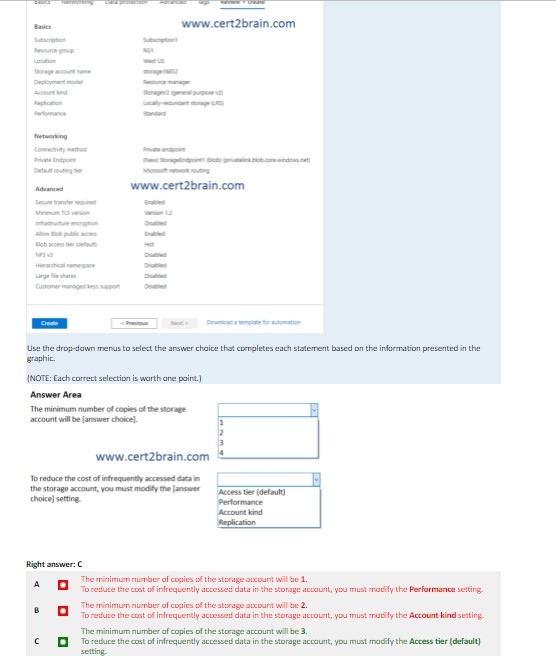 Basics Networking Data protection Advanced Tags Review + Create
www.cert2brain.com
Basics
Subscription Subscription1
Resource group RG1
Location West US
Storage account name storage16852
Deployment model Resource manager
Account kind StorageV2 (general purpose v2)
Replication Locally-redundant storage (LRS)
Performance Standard
Networking
Connectivity method Private endpoint
Private Endpoint (New) StorageEndpoint1 (blob) (privatelink.blob.core.windows.net)
Default routing tier Microsoft network routing
www.cert2brain.com
Advanced
Secure transfer required Enabled
Minimum TLS version Version 1.2
Infrastructure encryption Disabled
Allow Blob public access Enabled
Blob access tier (default) Hot
NFS v3 Disabled
Hierarchical namespace Disabled
Large file shares Disabled
Customer-managed keys support Disabled
Create < Previous Next > Download a template for automation
Use the drop-down menus to select the answer choice that completes each statement based on the information presented in the
graphic.
(NOTE: Each correct selection is worth one point.)
Answer Area
The minimum number of copies of the storage
account will be [answer choice].
1
2
3
4
www.cert2brain.com
To reduce the cost of infrequently accessed data in
the storage account, you must modify the [answer
choice] setting.
Access tier (default)
Performance
Account kind
Replication
Right answer: C
A The minimum number of copies of the storage account will be 1.
To reduce the cost of infrequently accessed data in the storage account, you must modify the Performance setting.
B The minimum number of copies of the storage account will be 2.
To reduce the cost of infrequently accessed data in the storage account, you must modify the Account kind setting.
C The minimum number of copies of the storage account will be 3.
To reduce the cost of infrequently accessed data in the storage account, you must modify the Access tier (default)
setting.